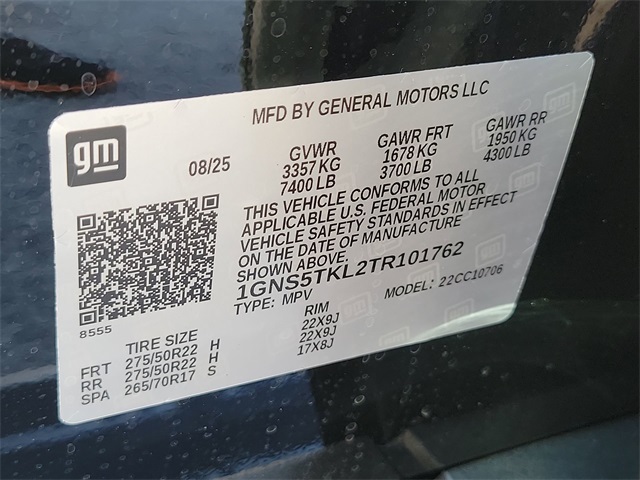 MFD BY GENERAL MOTORS LLC
gm
08/25
GVWR
3357 KG
7400 LB
GAWR FRT
1678 KG
3700 LB
GAWR RR
1950 KG
4300 LB
THIS VEHICLE CONFORMS TO ALL
APPLICABLE U.S. FEDERAL MOTOR
VEHICLE SAFETY STANDARDS IN EFFECT
ON THE DATE OF MANUFACTURE
SHOWN ABOVE.
1GNS5TKL2TR101762
TYPE: MPV
MODEL: 22CC10706
8555
TIRE SIZE
RIM
FRT 275/50R22 H 22X9J
RR 275/50R22 H 22X9J
SPA 265/70R17 S 17X8J